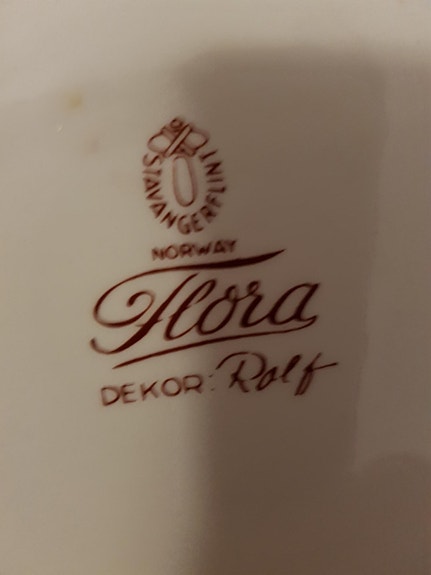 STAVANGERFLINT
NORWAY
Flora
DEKOR: Rolf